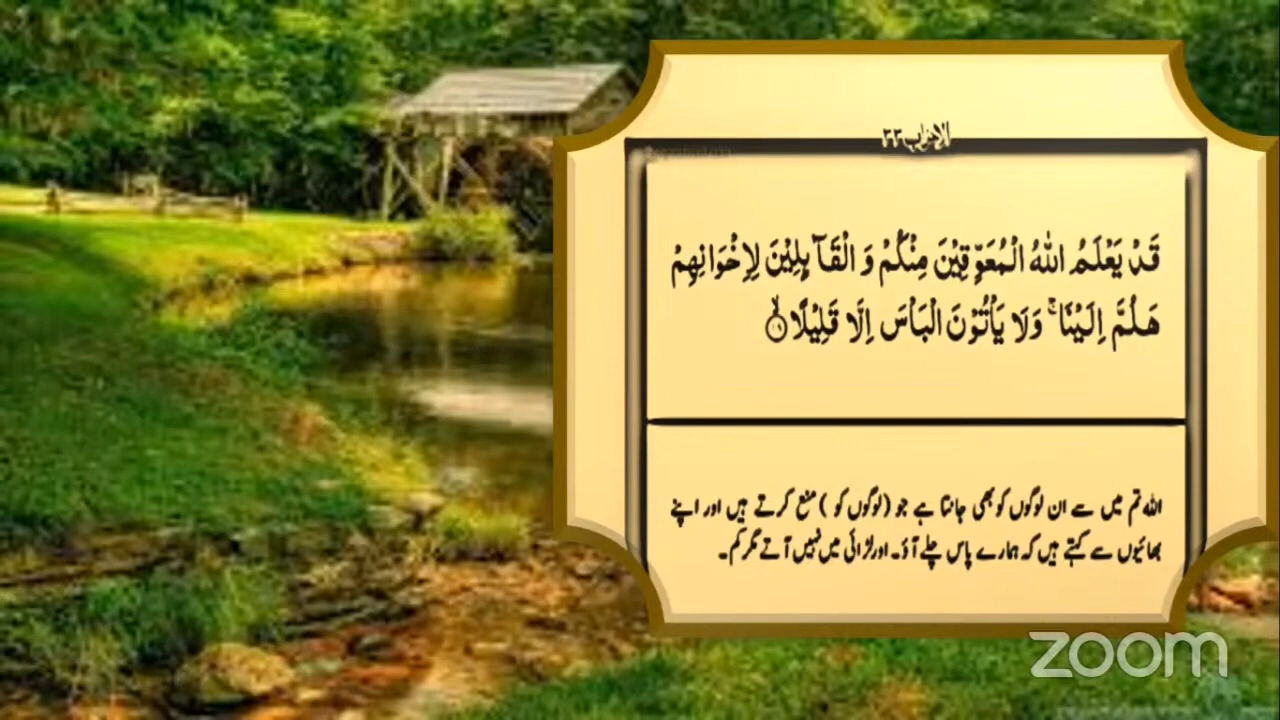 الاحزاب ۳۳
قَدْ يَعْلَمُ اللّٰهُ الْمُعَوِّقِيْنَ مِنْكُمْ وَ الْقَآىِٕلِيْنَ لِاِخْوَانِهِمْ
هَلُمَّ اِلَيْنَا ۚ وَلَا يَاْتُوْنَ الْبَاْسَ اِلَّا قَلِيْلًا ۙ
اللہ تم میں سے ان لوگوں کو بھی جانتا ہے جو (لوگوں کو ) منع کرتے ہیں اور اپنے
بھائیوں سے کہتے ہیں کہ ہمارے پاس چلے آؤ۔ اور لڑائی میں نہیں آتے مگر کم۔
zoom